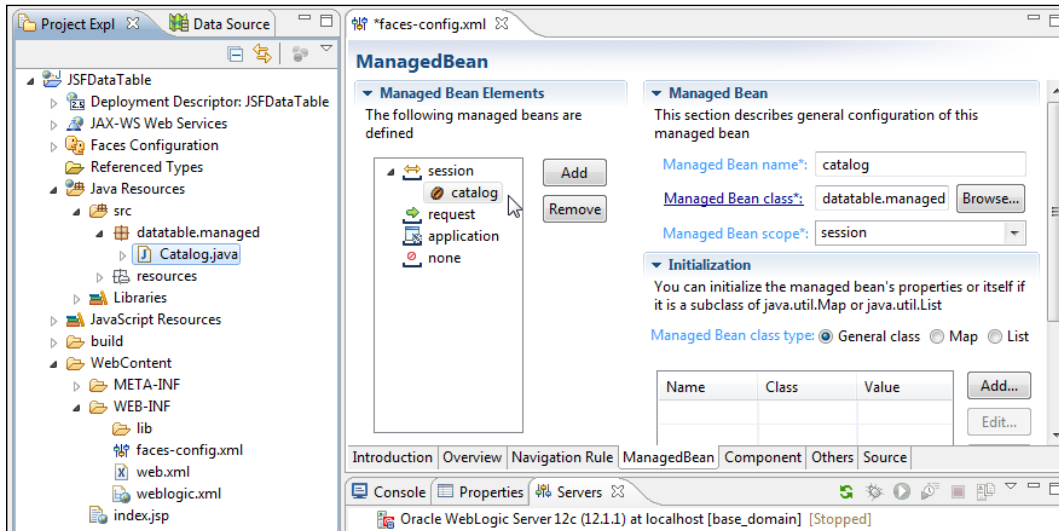 Project Expl
Data Source
JSFDataTable
Deployment Descriptor: JSFDataTable
JAX-WS Web Services
Faces Configuration
Referenced Types
Java Resources
src
datatable.managed
Catalog.java
resources
Libraries
JavaScript Resources
build
WebContent
META-INF
WEB-INF
lib
faces-config.xml
web.xml
weblogic.xml
index.jsp
*faces-config.xml
ManagedBean
Managed Bean Elements
The following managed beans are
defined
session
catalog
request
application
none
Add
Remove
Managed Bean
This section describes general configuration of this
managed bean
Managed Bean name*: catalog
Managed Bean class*: datatable.managed Browse...
Managed Bean scope*: session
Initialization
You can initialize the managed bean's properties or itself if
it is a subclass of java.util.Map or java.util.List
Managed Bean class type: General class Map List
Name Class Value
Add...
Edit...
Introduction Overview Navigation Rule ManagedBean Component Others Source
Console Properties Servers
Oracle WebLogic Server 12c (12.1.1) at localhost [base_domain] [Stopped]